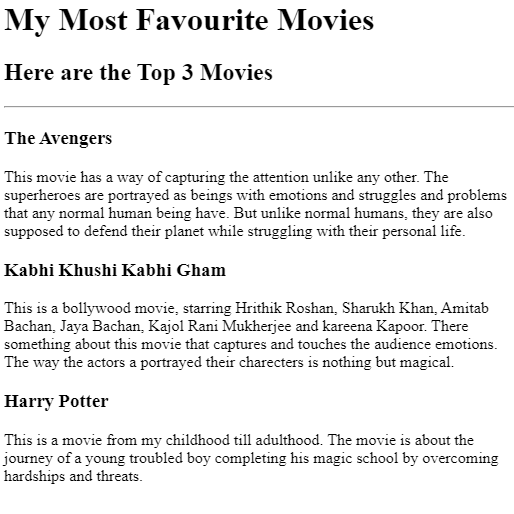 My Most Favourite Movies
Here are the Top 3 Movies
The Avengers
This movie has a way of capturing the attention unlike any other. The
superheroes are portrayed as beings with emotions and struggles and problems
that any normal human being have. But unlike normal humans, they are also
supposed to defend their planet while struggling with their personal life.
Kabhi Khushi Kabhi Gham
This is a bollywood movie, starring Hrithik Roshan, Sharukh Khan, Amitab
Bachan, Jaya Bachan, Kajol Rani Mukherjee and kareena Kapoor. There
something about this movie that captures and touches the audience emotions.
The way the actors a portrayed their charecters is nothing but magical.
Harry Potter
This is a movie from my childhood till adulthood. The movie is about the
journey of a young troubled boy completing his magic school by overcoming
hardships and threats.